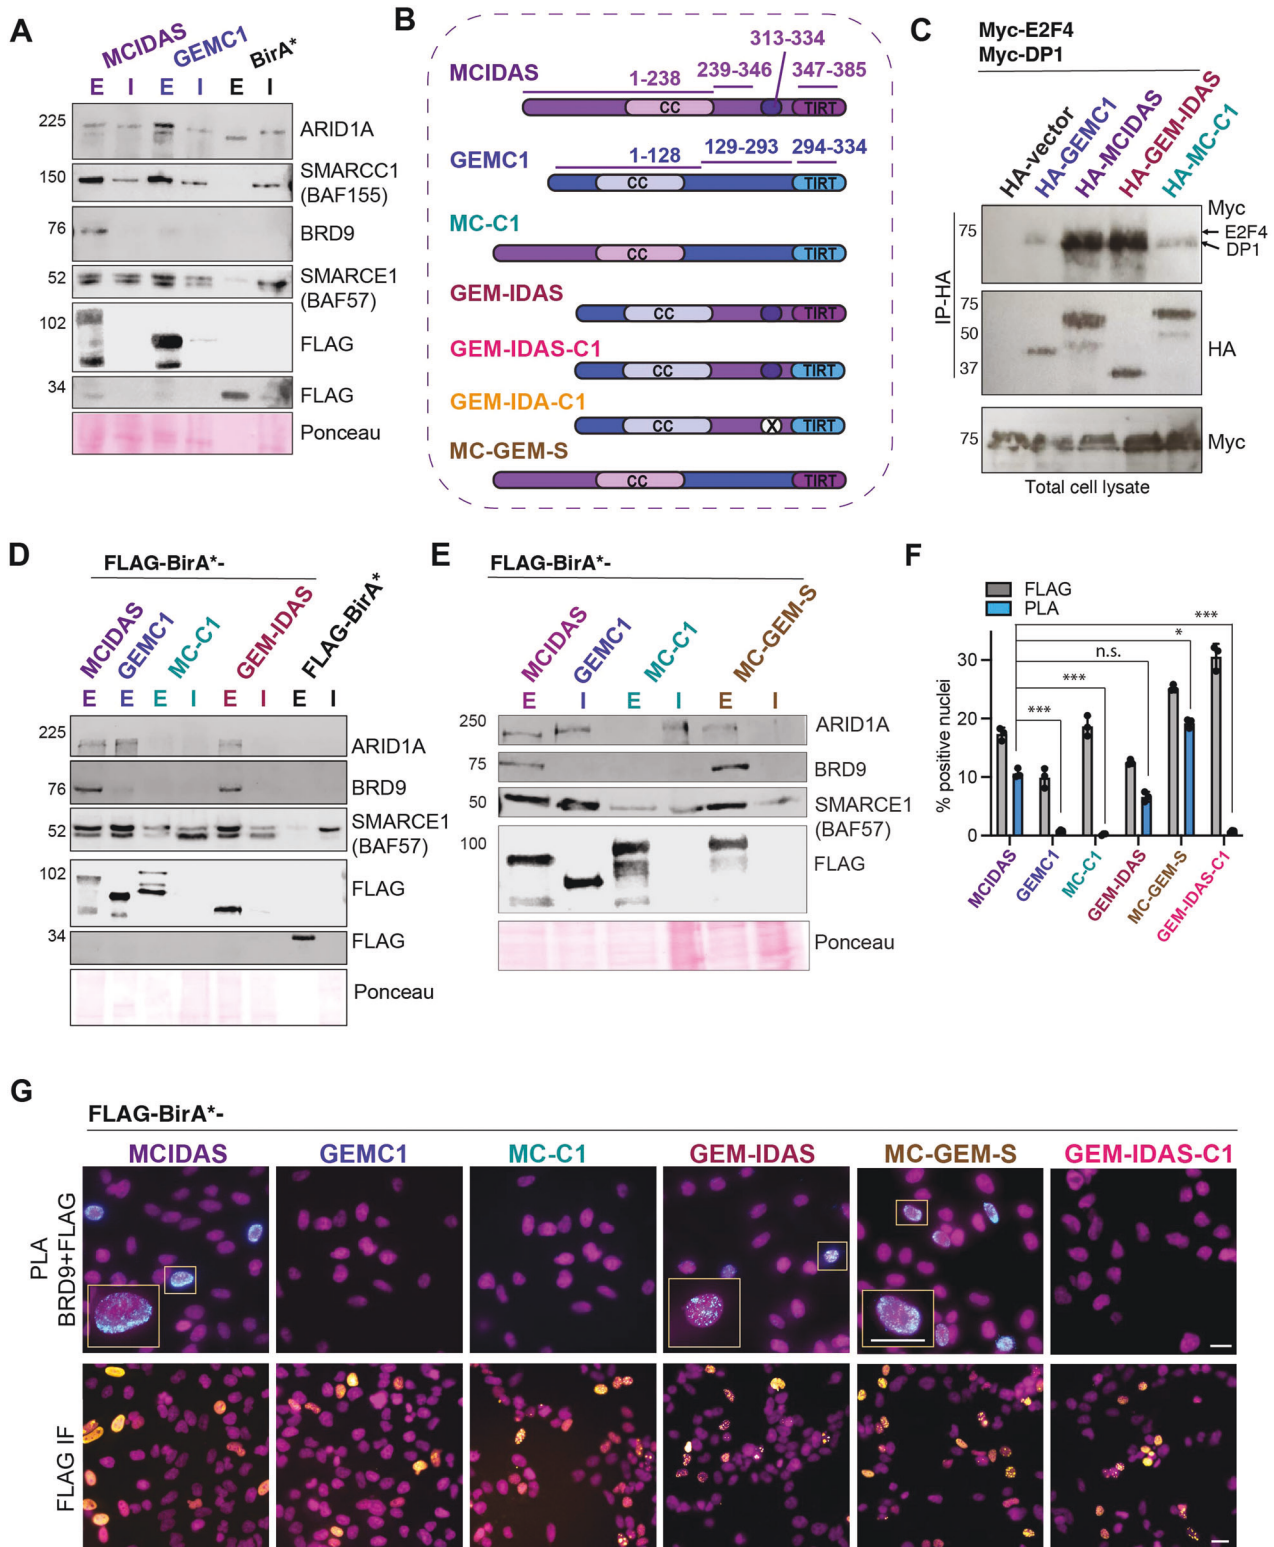 A
MCIDAS
GEMC1
BirA*
E I E I E I
225
ARID1A
150
SMARCC1
(BAF155)
76
BRD9
52
SMARCE1
(BAF57)
102
FLAG
34
FLAG
Ponceau
B
313-334
MCIDAS
1-238
239-346
347-385
CC
TIRT
GEMC1
1-128
129-293
294-334
CC
TIRT
MC-C1
CC
TIRT
GEM-IDAS
CC
TIRT
GEM-IDAS-C1
CC
TIRT
GEM-IDA-C1
CC
X
TIRT
MC-GEM-S
CC
TIRT
C
Myc-E2F4
Myc-DP1
HA-vector
HA-GEMC1
HA-MCIDAS
HA-GEM-IDAS
HA-MC-C1
IP-HA
75
Myc
E2F4
DP1
75
50
37
HA
75
Myc
Total cell lysate
D
FLAG-BirA*-
MCIDAS
GEMC1
MC-C1
GEM-IDAS
FLAG-BirA*
E E E I E I E I
225
ARID1A
76
BRD9
52
SMARCE1
(BAF57)
102
FLAG
34
FLAG
Ponceau
E
FLAG-BirA*-
MCIDAS
GEMC1
MC-C1
MC-GEM-S
E I E I E I
250
ARID1A
75
BRD9
50
SMARCE1
(BAF57)
100
FLAG
Ponceau
F
FLAG
PLA
% positive nuclei
30
20
10
0
***
*
n.s.
***
***
MCIDAS
GEMC1
MC-C1
GEM-IDAS
MC-GEM-S
GEM-IDAS-C1
G
FLAG-BirA*-
MCIDAS
GEMC1
MC-C1
GEM-IDAS
MC-GEM-S
GEM-IDAS-C1
PLA
BRD9+FLAG
FLAG IF